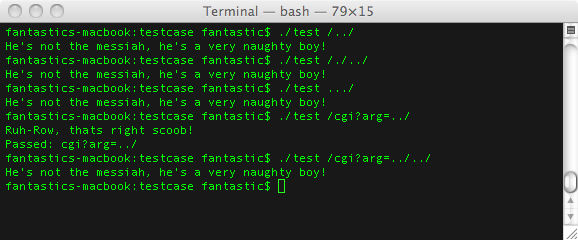 Terminal — bash — 79×15
fantastics-macbook:testcase fantastic$ ./test /../
He's not the messiah, he's a very naughty boy!
fantastics-macbook:testcase fantastic$ ./test /./../
He's not the messiah, he's a very naughty boy!
fantastics-macbook:testcase fantastic$ ./test .../
He's not the messiah, he's a very naughty boy!
fantastics-macbook:testcase fantastic$ ./test /cgi?arg=../
Ruh-Row, thats right scoob!
Passed: cgi?arg=../
fantastics-macbook:testcase fantastic$ ./test /cgi?arg=../../
He's not the messiah, he's a very naughty boy!
fantastics-macbook:testcase fantastic$